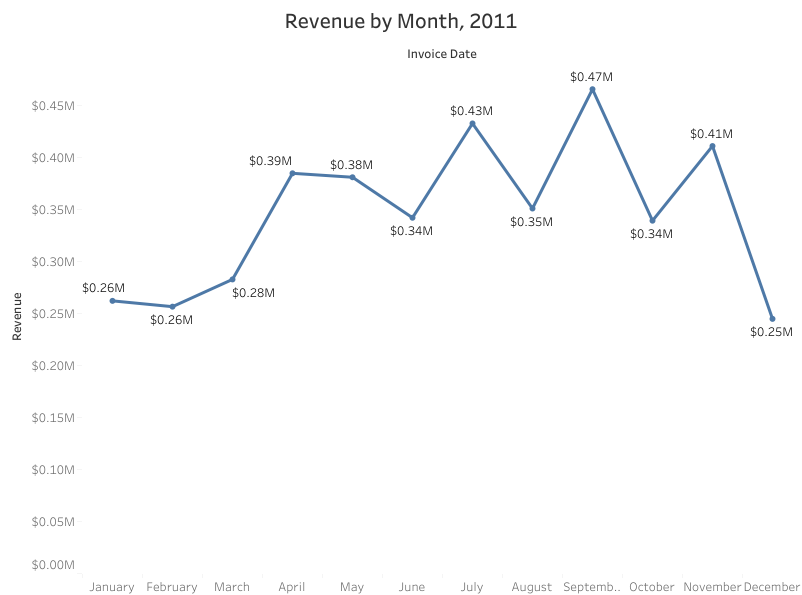 Revenue by Month, 2011
Invoice Date
$0.47M
$0.45M
$0.43M
$0.41M
$0.40M
$0.39M
$0.38M
$0.35M
$0.35M
$0.34M
$0.34M
$0.30M
$0.26M
$0.28M
$0.26M
$0.25M
$0.25M
Revenue
$0.20M
$0.15M
$0.10M
$0.05M
$0.00M
January February March April May June July August Septemb.. October November December